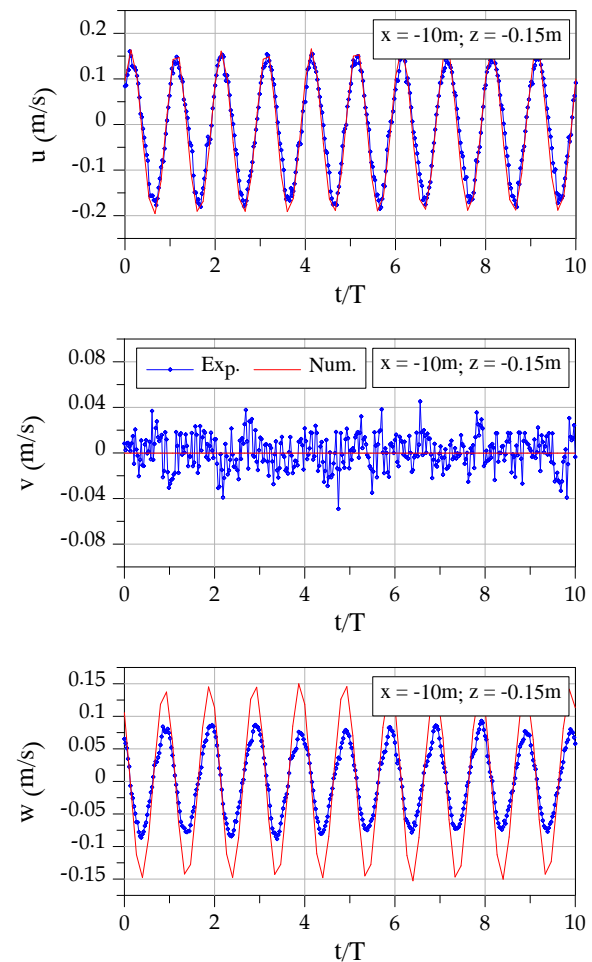 x = -10m; z = -0.15m
0.2
0.1
0
-0.1
-0.2
u (m/s)
0 2 4 6 8 10
t/T
Exp. Num. x = -10m; z = -0.15m
0.08
0.04
0
-0.04
-0.08
v (m/s)
0 2 4 6 8 10
t/T
x = -10m; z = -0.15m
0.15
0.1
0.05
0
-0.05
-0.1
-0.15
w (m/s)
0 2 4 6 8 10
t/T